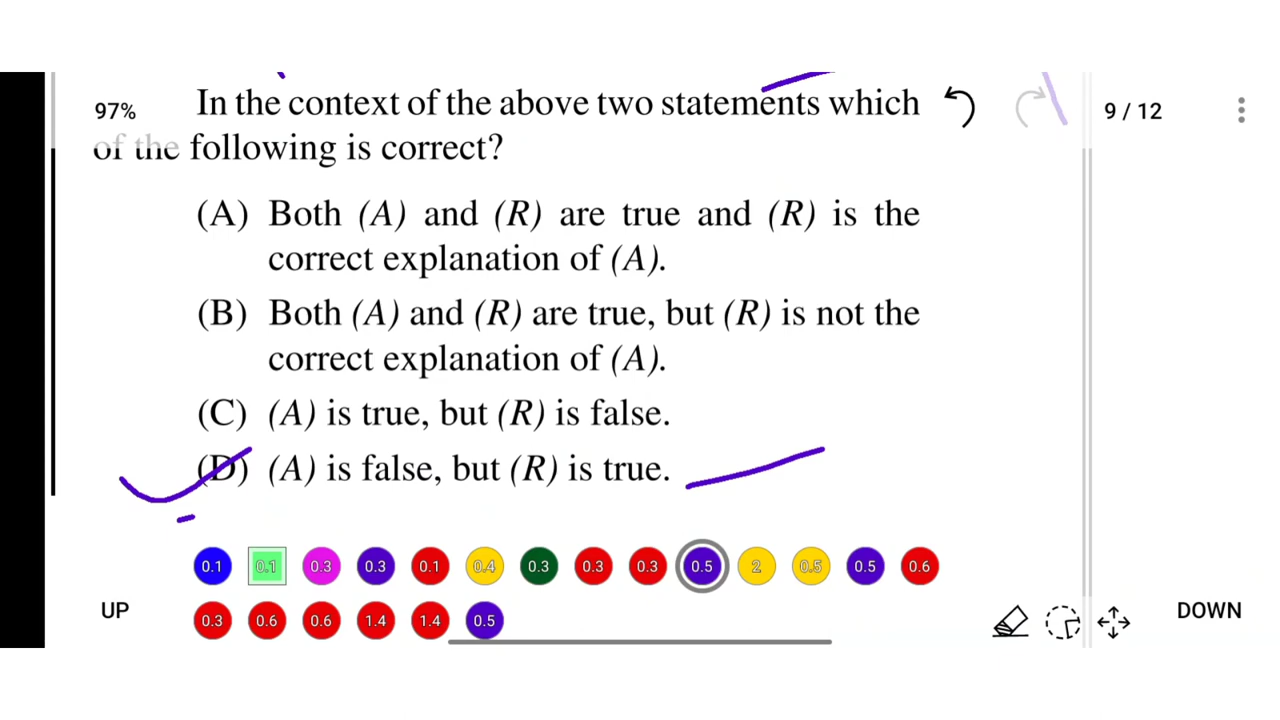 97%
In the context of the above two statements which
9 / 12
of the following is correct?
(A) Both (A) and (R) are true and (R) is the
correct explanation of (A).
(B) Both (A) and (R) are true, but (R) is not the
correct explanation of (A).
(C) (A) is true, but (R) is false.
(D) (A) is false, but (R) is true.
0.1 0.1 0.3 0.3 0.1 0.4 0.3 0.3 0.3 0.5 2 0.5 0.5 0.6
UP
DOWN
0.3 0.6 0.6 1.4 1.4 0.5